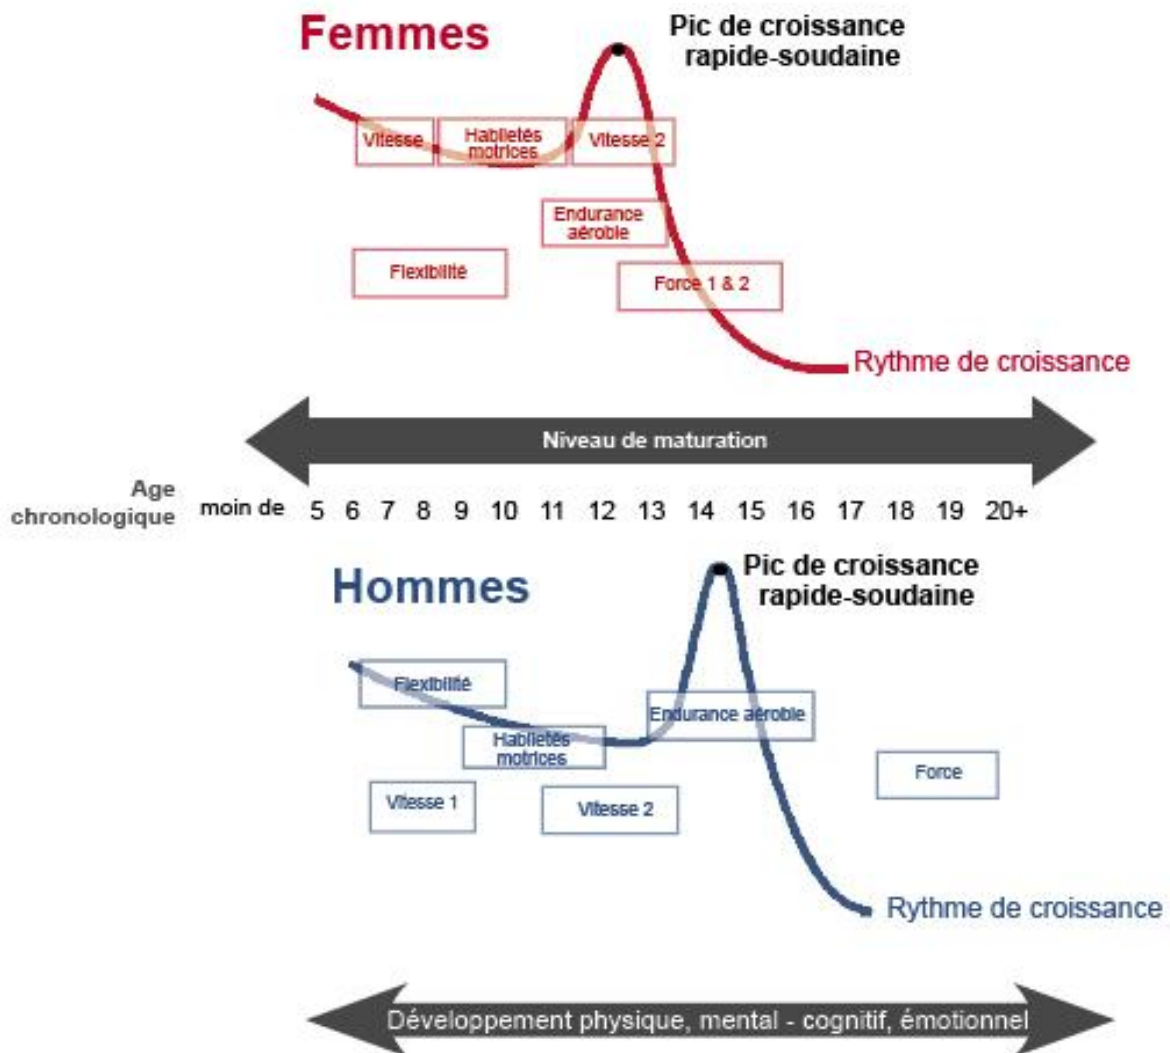 Femmes
Pic de croissance
rapide-soudaine
Vitesse
Habiletés
motrices
Vitesse 2
Endurance
aéroble
Flexibilité
Force 1 & 2
Rythme de croissance
Niveau de maturation
Age
chronologique
moin de 5 6 7 8 9 10 11 12 13 14 15 16 17 18 19 20+
Hommes
Pic de croissance
rapide-soudaine
Flexibilité
Endurance aéroble
Habiletés
motrices
Force
Vitesse 1
Vitesse 2
Rythme de croissance
Développement physique, mental - cognitif, émotionnel